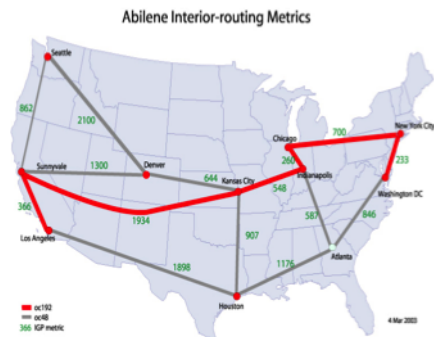 Abilene Interior-routing Metrics
Seattle
862
2100
Chicago
700
New York City
Sunnyvale
1300
Denver
260
Indianapolis
233
644
Kansas City
548
Washington DC
366
1934
587
846
Los Angeles
907
Atlanta
1898
1176
oc192
oc48
366 IGP metric
Houston
4 Mar 2003